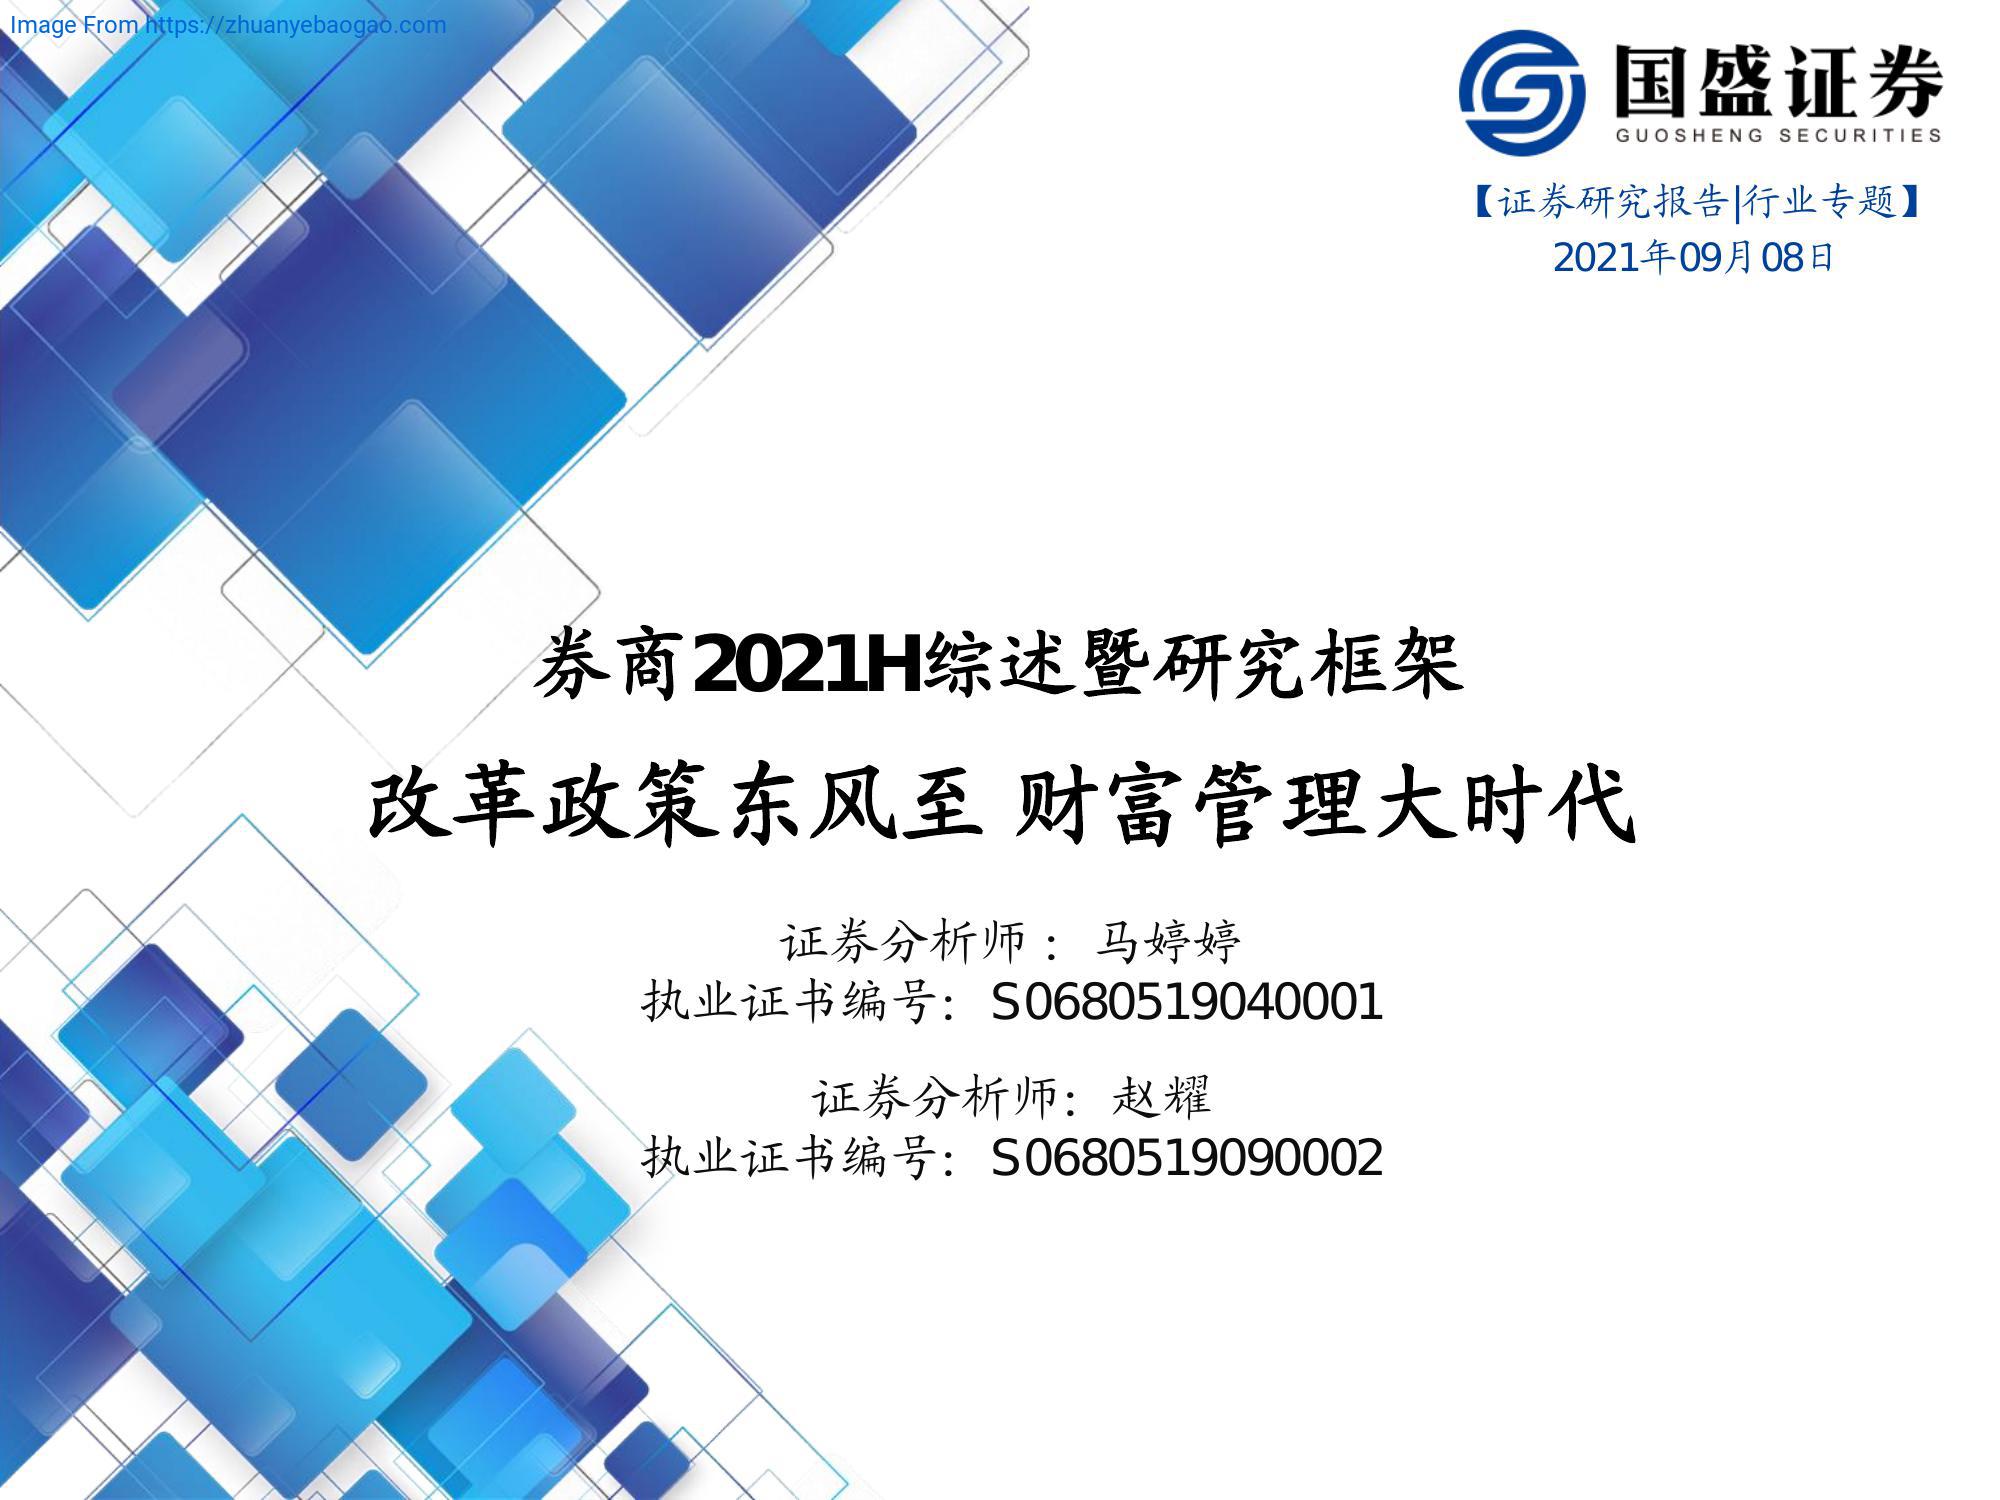 Image From https://zhuanyebaogao.com
国盛证券
GUOSHENG SECURITIES
【证券研究报告|行业专题】
2021年09月08日
券商2021H综述暨研究框架
改革政策东风至 财富管理大时代
证券分析师： 马婷婷
执业证书编号：S0680519040001
证券分析师：赵耀
执业证书编号：S0680519090002